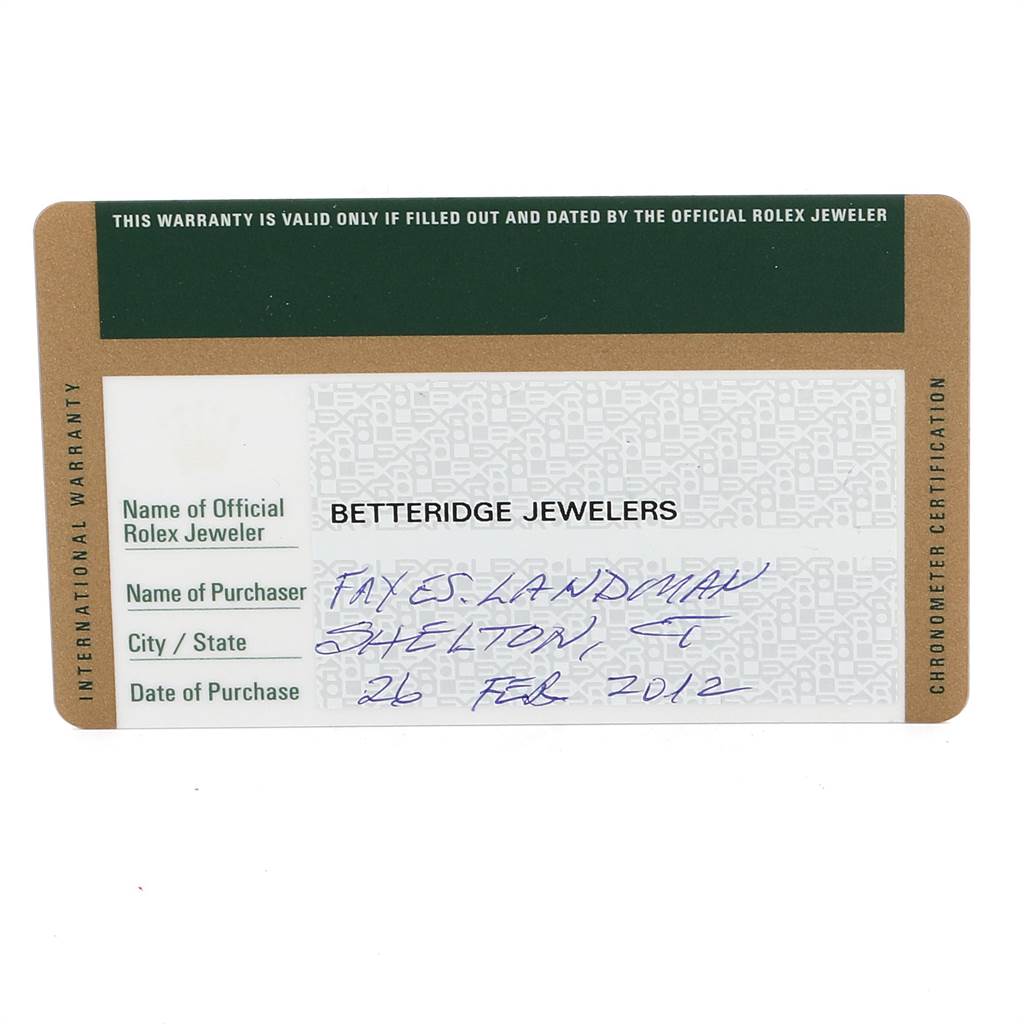 THIS WARRANTY IS VALID ONLY IF FILLED OUT AND DATED BY THE OFFICIAL ROLEX JEWELER
INTERNATIONAL WARRANTY
Name of Official
Rolex Jeweler
BETTERIDGE JEWELERS
Name of Purchaser FAYE S. LANDMAN
City / State SHELTON, CT
Date of Purchase 26 FEB 2012
CHRONOMETER CERTIFICATION